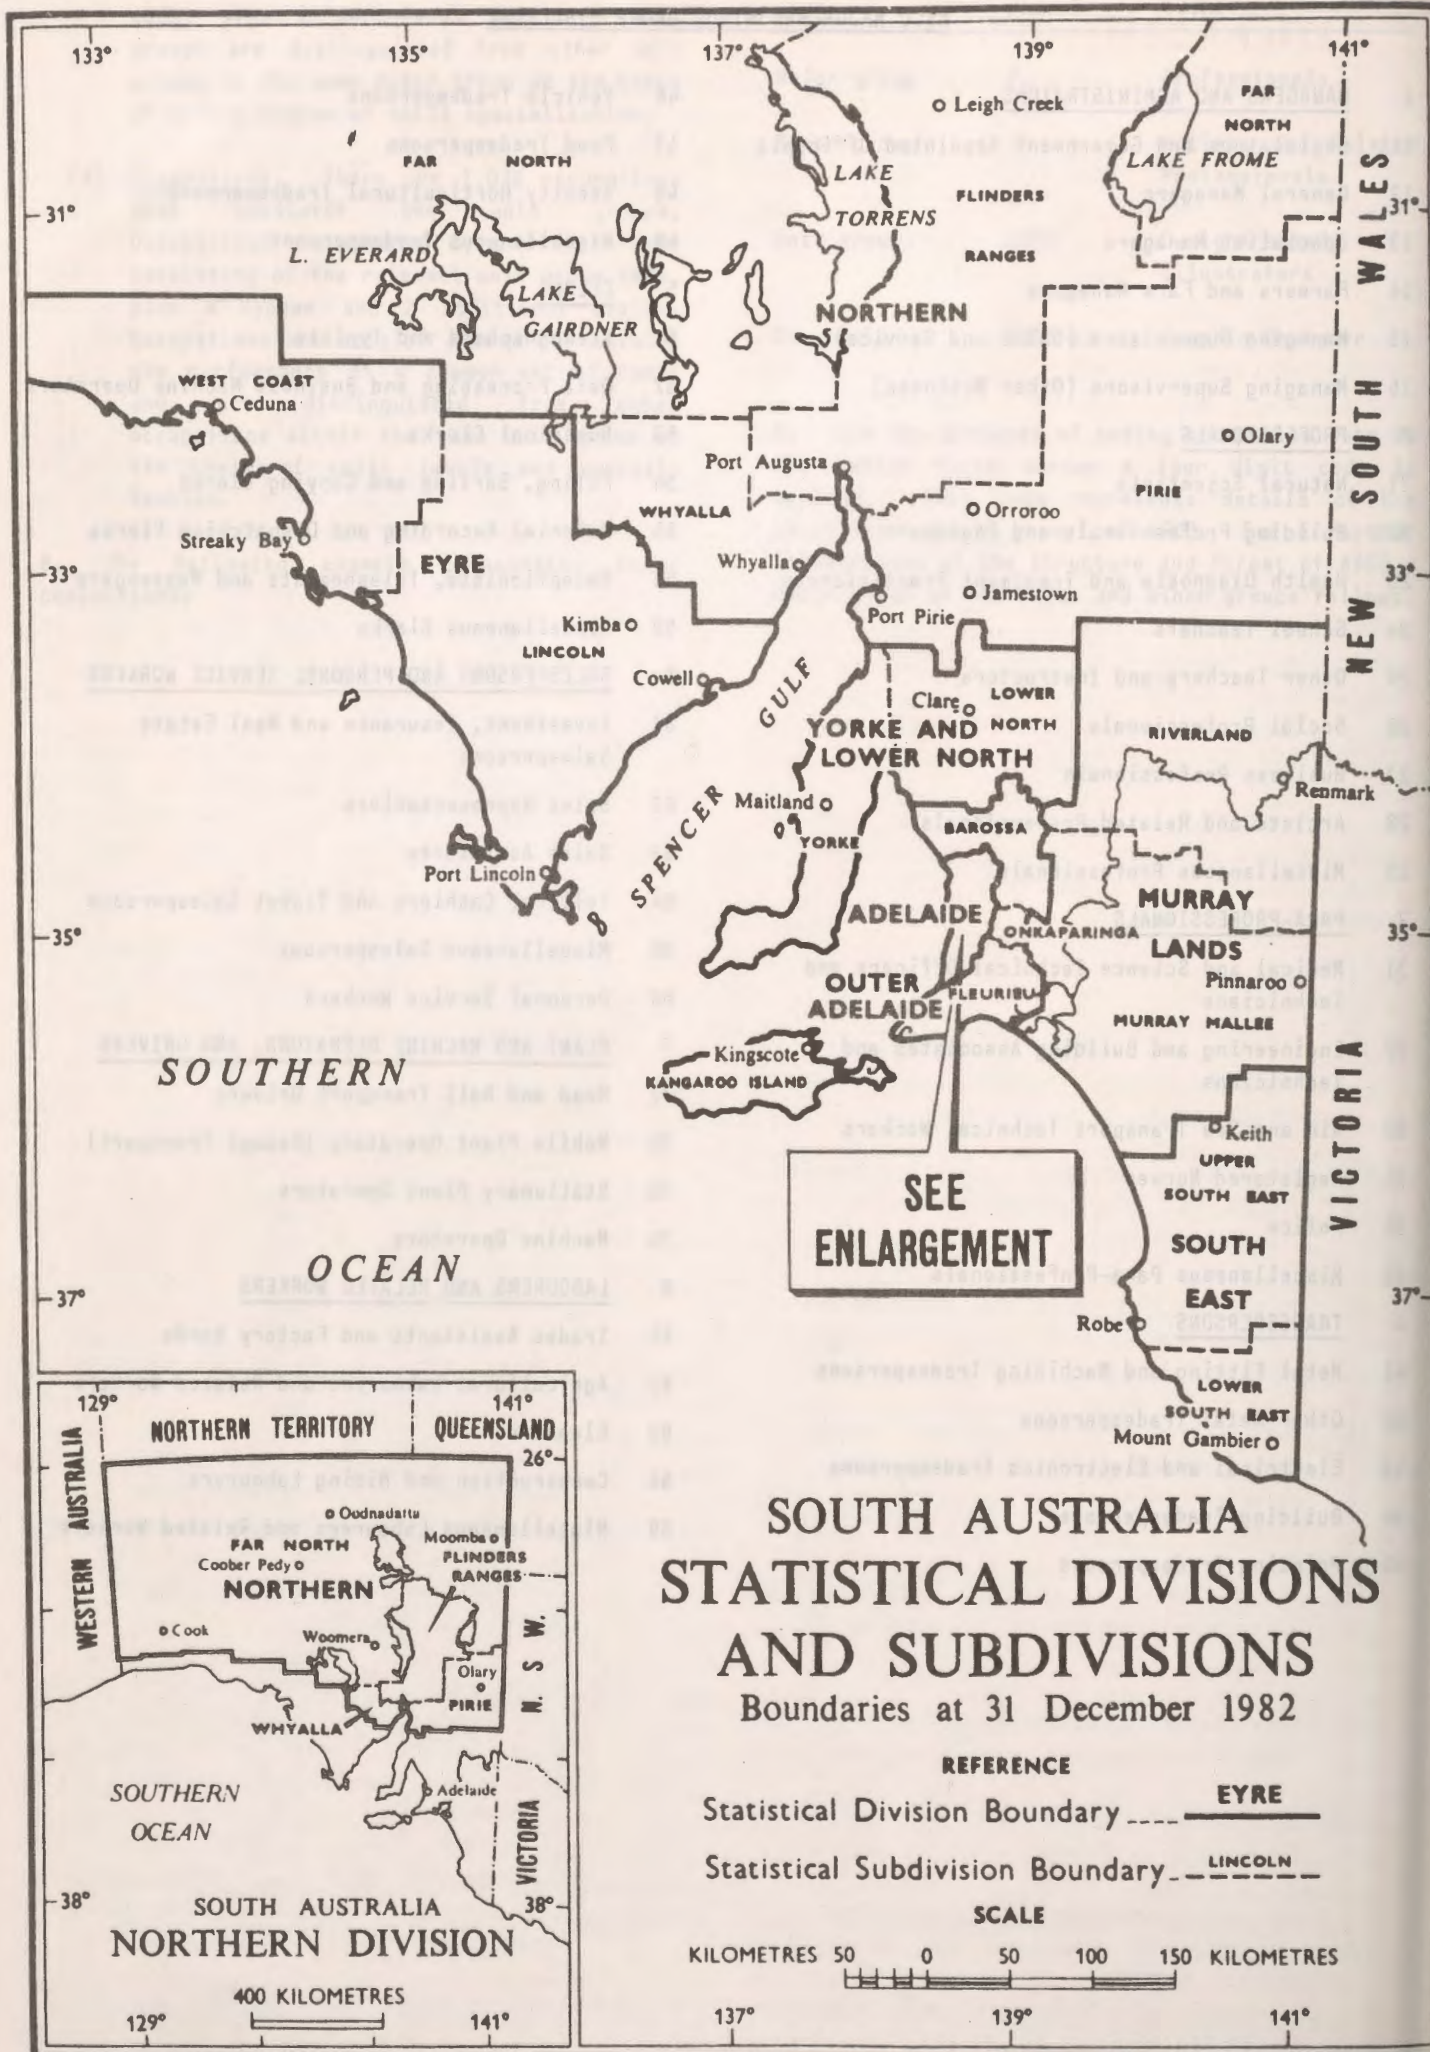 133° 135° 137° 139° 141°
Leigh Creek
FAR
NORTH
LAKE FROME
FAR NORTH
LAKE
TORRENS
FLINDERS
RANGES
31° 31°
L. EVERARD
LAKE
GAIRDNER
NORTHERN
NEW SOUTH WALES
WEST COAST
Ceduna
Olary
Port Augusta
PIRIE
WHYALLA
Orroroo
Streaky Bay
EYRE
Whyalla
33° 33°
Jamestown
Port Pirie
Kimba
LINCOLN
Cowell
SPENCER GULF
Clare
LOWER
NORTH
YORKE AND
LOWER NORTH
RIVERLAND
Renmark
Maitland
YORKE
BAROSSA
Port Lincoln
MURRAY
LANDS
ADELAIDE
ONKAPARINGA
35° 35°
OUTER
ADELAIDE
FLEURIEU
Pinnaroo
MURRAY MALLEE
Kingscote
KANGAROO ISLAND
SOUTHERN
OCEAN
VICTORIA
Keith
UPPER
SOUTH EAST
SEE
ENLARGEMENT
SOUTH
EAST
37° 37°
Robe
LOWER
SOUTH EAST
Mount Gambier
129° 141°
NORTHERN TERRITORY
QUEENSLAND
26°
WESTERN AUSTRALIA
Oodnadatta
FAR NORTH
Moomba
Coober Pedy
FLINDERS
RANGES
NORTHERN
Cook
Woomera
Olary
PIRIE
N. S. W.
WHYALLA
SOUTHERN
OCEAN
Adelaide
VICTORIA
38° 38°
SOUTH AUSTRALIA
NORTHERN DIVISION
400 KILOMETRES
129° 141°
SOUTH AUSTRALIA
STATISTICAL DIVISIONS
AND SUBDIVISIONS
Boundaries at 31 December 1982
REFERENCE
Statistical Division Boundary EYRE
Statistical Subdivision Boundary LINCOLN
SCALE
KILOMETRES 50 0 50 100 150 KILOMETRES
137° 139° 141°